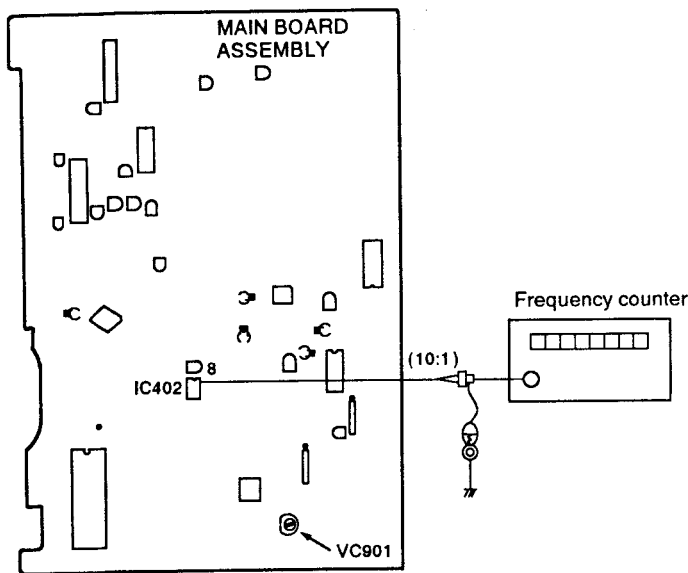 MAIN BOARD
ASSEMBLY
Frequency counter
(10:1)
8
IC402
VC901